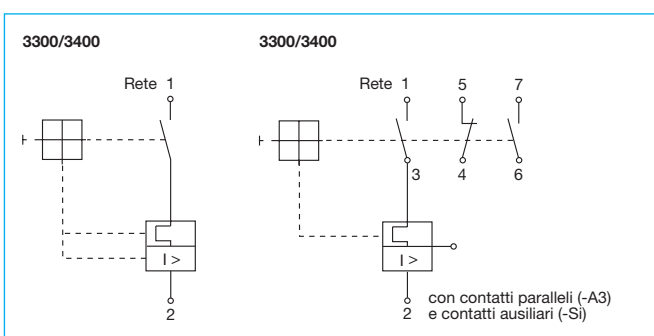 3300/3400
Rete 1
I >
2
3300/3400
Rete 1
5
7
3
4
6
I >
2
con contatti paralleli (-A3)
e contatti ausiliari (-Si)